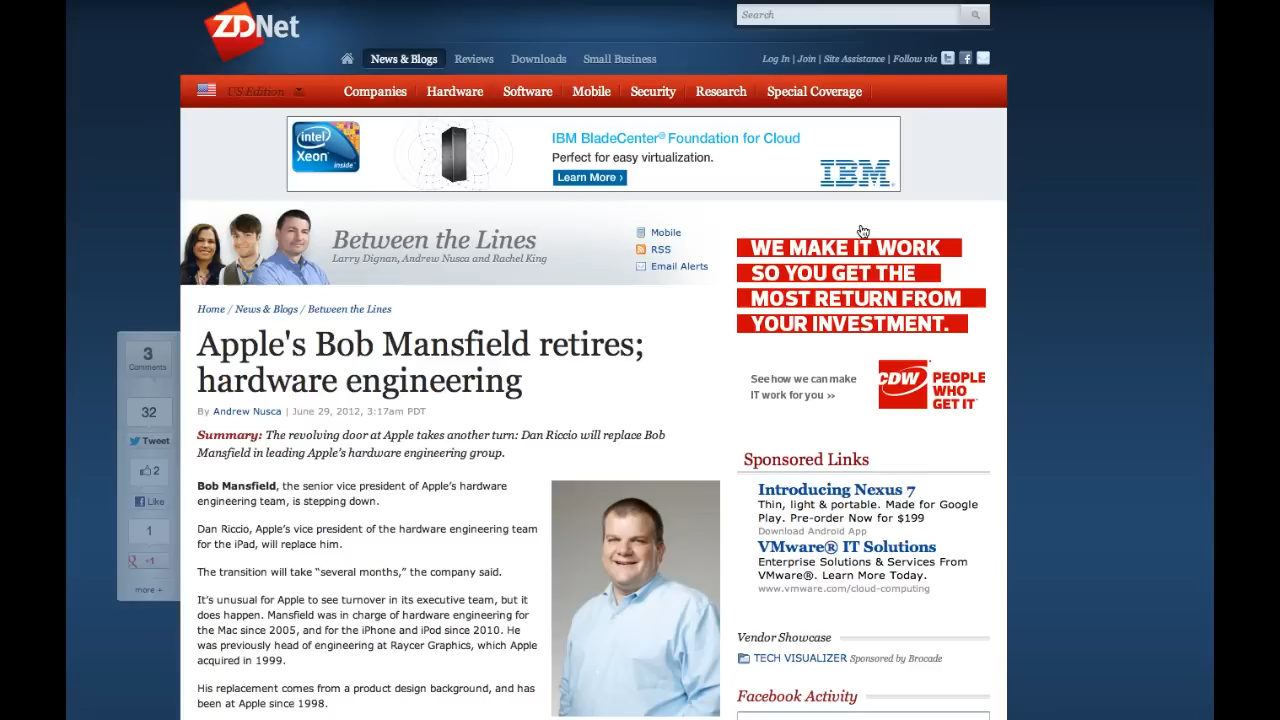 ZDNet
Search
News & Blogs Reviews Downloads Small Business
Log In | Join | Site Assistance | Follow via
US Edition Companies Hardware Software Mobile Security Research Special Coverage
intel Xeon inside
IBM BladeCenter® Foundation for Cloud
Perfect for easy virtualization.
Learn More ›
IBM
Between the Lines
Larry Dignan, Andrew Nusca and Rachel King
Mobile
RSS
Email Alerts
WE MAKE IT WORK
SO YOU GET THE
MOST RETURN FROM
YOUR INVESTMENT.
See how we can make
IT work for you >>
CDW PEOPLE
WHO
GET IT
Home / News & Blogs / Between the Lines
Apple's Bob Mansfield retires;
hardware engineering
By Andrew Nusca | June 29, 2012, 3:17am PDT
Summary: The revolving door at Apple takes another turn: Dan Riccio will replace Bob
Mansfield in leading Apple's hardware engineering group.
3
Comments
32
Tweet
2
Like
1
+1
more +
Bob Mansfield, the senior vice president of Apple's hardware
engineering team, is stepping down.
Dan Riccio, Apple's vice president of the hardware engineering team
for the iPad, will replace him.
The transition will take “several months,” the company said.
It's unusual for Apple to see turnover in its executive team, but it
does happen. Mansfield was in charge of hardware engineering for
the Mac since 2005, and for the iPhone and iPod since 2010. He
was previously head of engineering at Raycer Graphics, which Apple
acquired in 1999.
His replacement comes from a product design background, and has
been at Apple since 1998.
Sponsored Links
Introducing Nexus 7
Thin, light & portable. Made for Google
Play. Pre-order Now for $199
Download Android App
VMware® IT Solutions
Enterprise Solutions & Services From
VMware®. Learn More Today.
www.vmware.com/cloud-computing
Vendor Showcase
TECH VISUALIZER Sponsored by Brocade
Facebook Activity